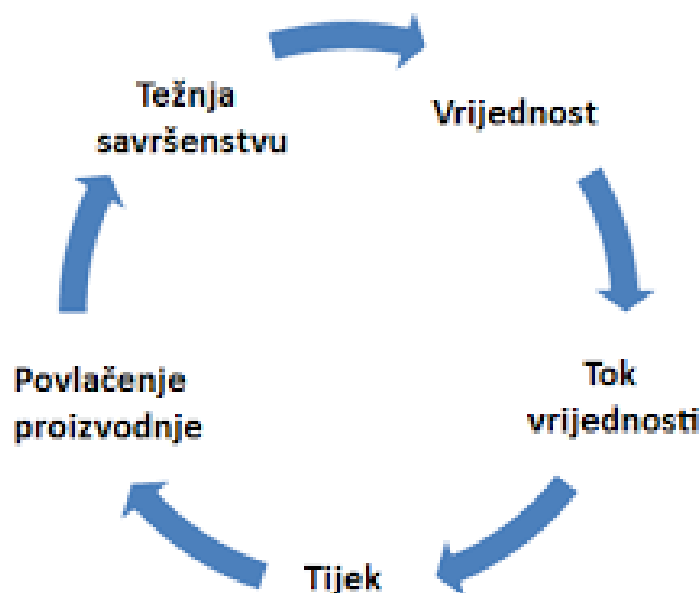 Težnja
savršenstvu
Vrijednost
Tok
vrijednosti
Tijek
Povlačenje
proizvodnje